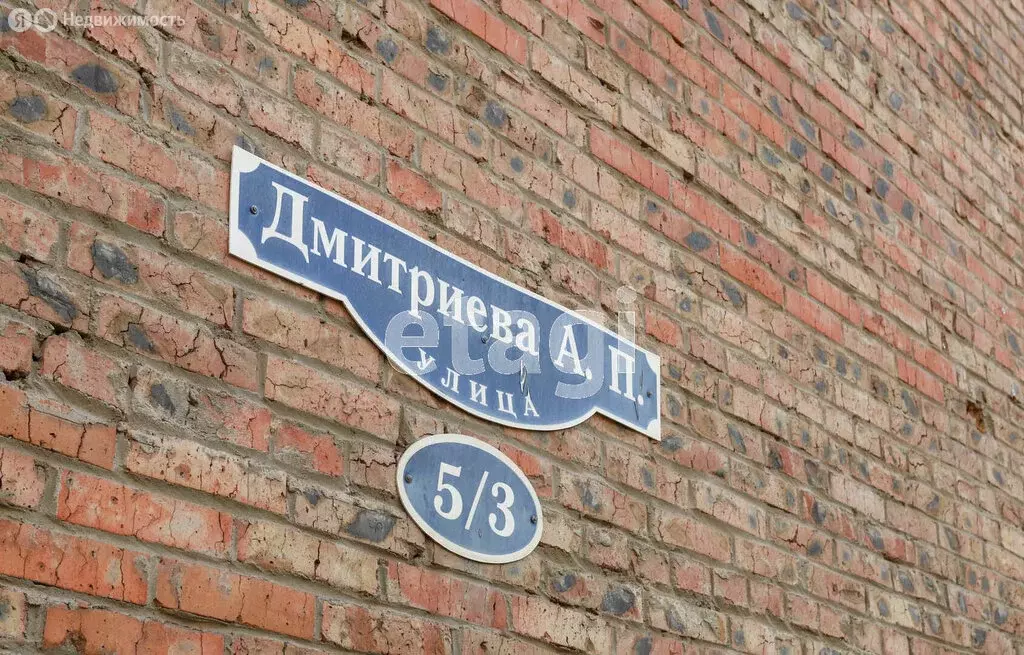 Я Недвижимость
Дмитриева А. П.
УЛИЦА
etagi
5/3